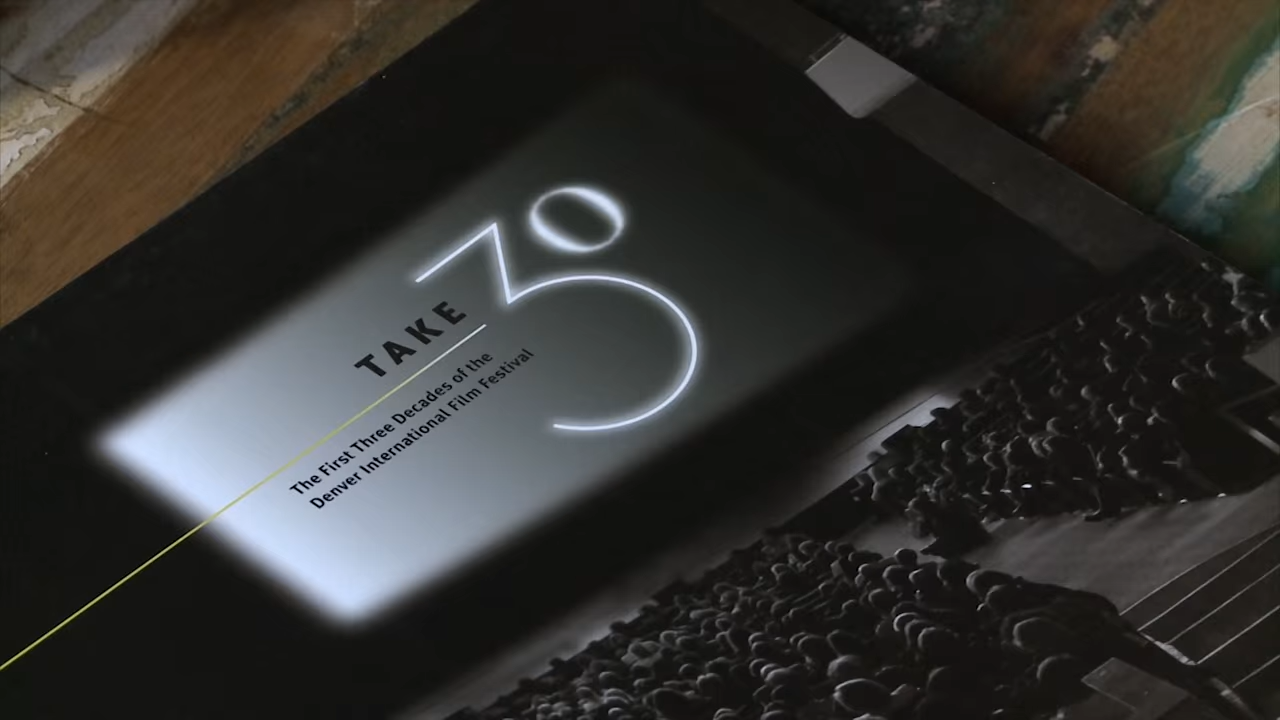 TAKE 30
The First Three Decades of the
Denver International Film Festival